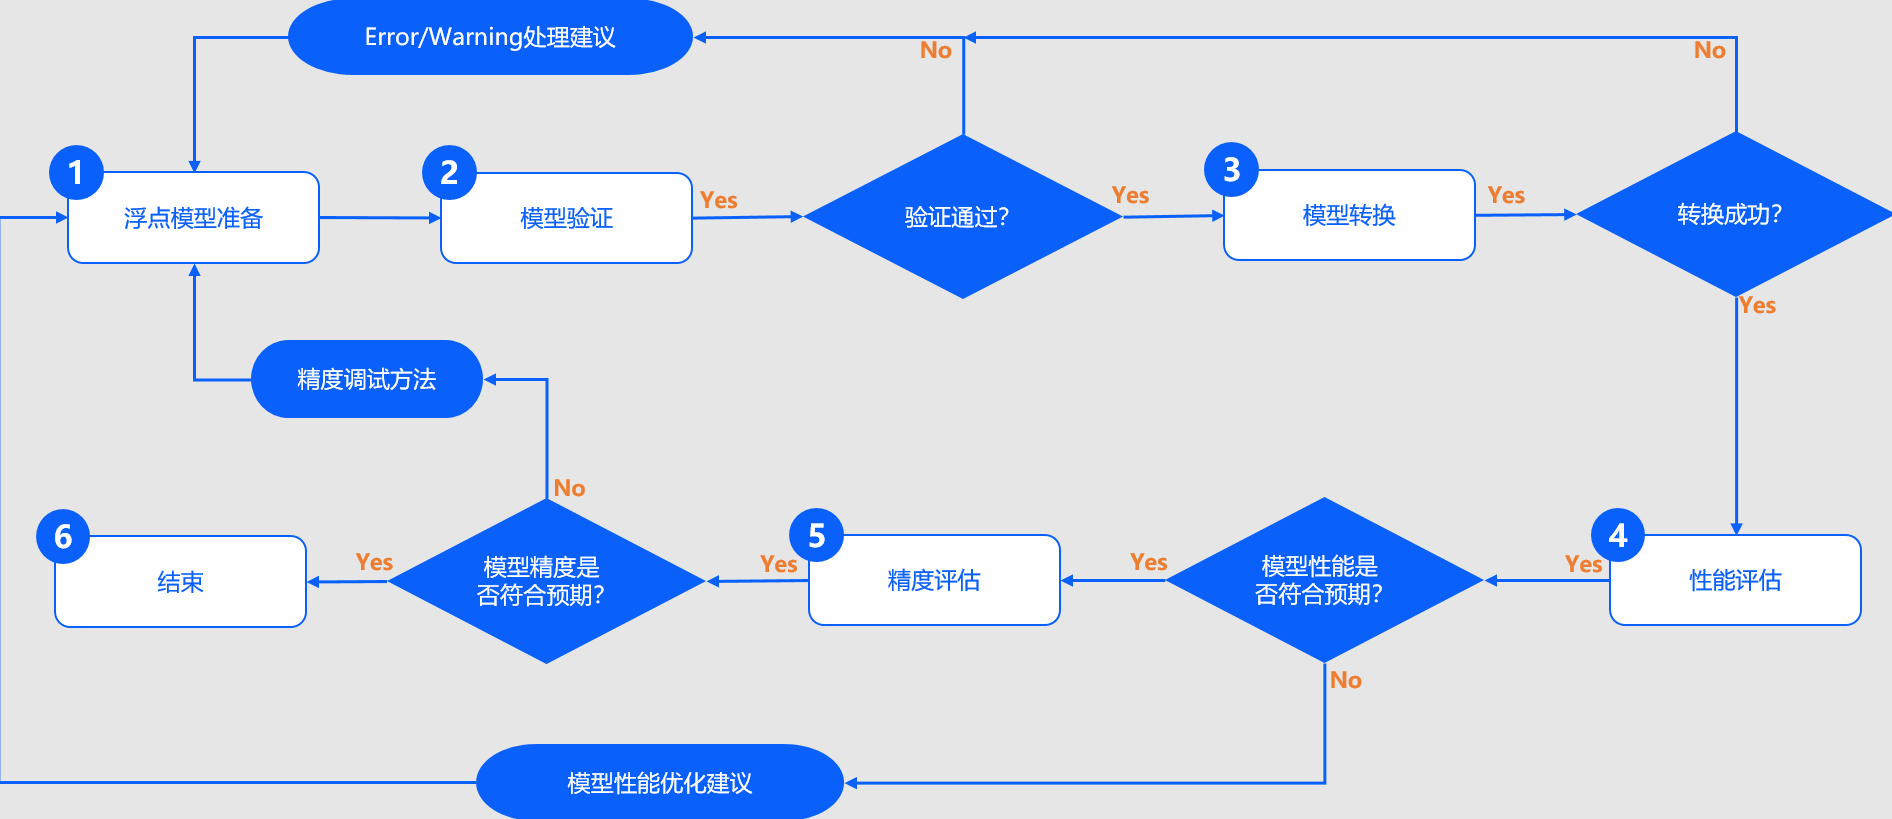 Error/Warning处理建议
No
No
1
浮点模型准备
2
模型验证
Yes
验证通过?
Yes
3
模型转换
Yes
转换成功?
Yes
精度调试方法
No
6
结束
Yes
模型精度是
否符合预期?
Yes
5
精度评估
Yes
模型性能是
否符合预期?
Yes
4
性能评估
No
模型性能优化建议